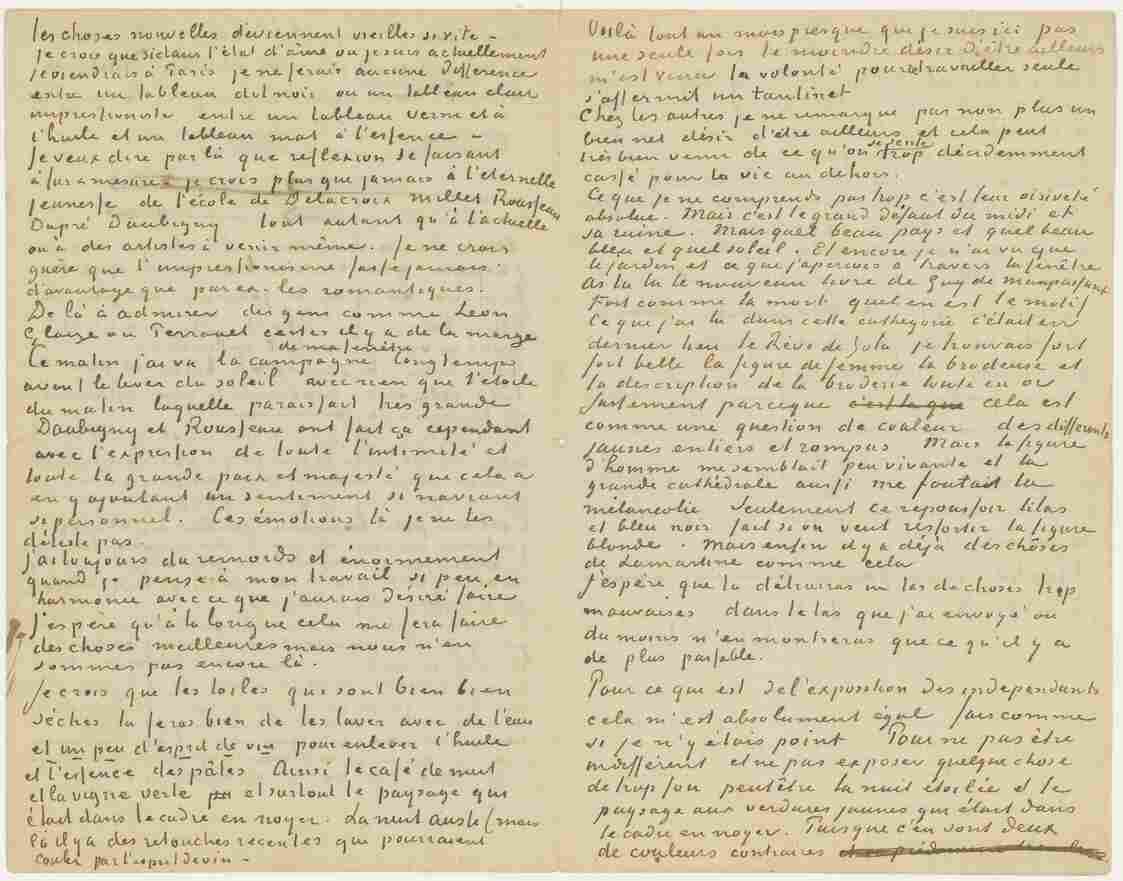 les choses nouvelles deviennent vieilles si vite –
je crois que si dans l'état d'âme où je suis actuellement
je viendrais à Paris je ne ferais aucune différence
entre un tableau dit noir ou un tableau clair
impressioniste entre un tableau verni et à
l'huile et un tableau mat à l'essence –
Je veux dire par là que reflexion se faisant
à fur a mesure je crois plus que jamais à l'éternelle
jeunesse de l'école de Delacroix Millet Rousseau
Dupré Daubigny tout autant qu'à l'actuelle
ou à des artistes à venir même. Je ne crois
guère que l'impressionisme fasse jamais
d'avantage que par ex. les romantiques.
De là à admirer des gens comme Léon
Glaize ou Perrouet certes il y a de la marge
de ma fenêtre
Ce matin j'ai vu la campagne longtemps
avant le lever du soleil avec rien que l'étoile
du matin laquelle paraissait très grande
Daubigny et Rousseau ont fait ça cependant
avec l'expression de toute l'intimité et
toute la grande paix et majesté que cela a
en y ajoutant un sentiment si navrant
si personnel. Ces émotions là je ne les
déteste pas.
J'ai toujours du remords et énormement
quand je pense à mon travail si peu en
harmonie avec ce que j'aurais désiré faire
J'espère qu'à la longue cela me fera faire
des choses meilleures mais nous n'en
sommes pas encore là.
Je crois que les toiles qui sont bien bien
sèches tu feras bien de les laver avec de l'eau
et un peu d'esprit de vin pour enlever l'huile
et l'essence des pâtes Ainsi le café de nuit
et la vigne verte et surtout le paysage qui
était dans le cadre en noyer. La nuit aussi (mais
là il y a des retouches recentes qui pourraient
couler par l'esprit de vin –
Voilà tout un mois presque que je suis ici pas
une seule fois le moindre désir d'être ailleurs
m'est venu la volonté pour travailler seule
s'affermit un tantinet
Chez les autres je ne remarque pas non plus un
bien net désir d'être ailleurs et cela peut
se sente
très bien venir de ce qu'on trop décidemment
cassé pour la vie au dehors.
Ce que je ne comprends pas trop c'est leur oisiveté
absolue. Mais c'est le grand défaut du midi et
sa ruine. Mais quel beau pays et quel beau
bleu et quel soleil. Et encore je n'ai vu que
le jardin et ce que j'aperçois à travers la fenêtre
As tu lu le nouveau livre de Guy de Maupassant
Fort comme la mort quel en est le motif
Ce que j'ai lu dans cette cathegorie c'était en
dernier lieu le Rêve de Zola je trouvais fort
fort belle la figure de femme la brodeuse et
la description de la broderie toute en or
justement parceque c'est la que cela est
comme une question de couleur des differents
jaunes entiers et rompus Mais la figure
d'homme me semblait peu vivante et la
grande cathédrale aussi me foutait la
mélancolie Seulement ce repoussoir lilas
et bleu noir fait si on veut ressortir la figure
blonde. Mais enfin il y a déjà des chôses
de Lamartine comme cela
J'espère que tu détruiras un tas de choses trop
mauvaises dans le tas que j'ai envoyé ou
du moins n'en montreras que ce qu'il y a
de plus passable.
Pour ce que est de l'exposition des independants
cela m'est absolument égal fais comme
si je n'y étais point Pour ne pas être
indifférent et ne pas exposer quelque chose
de trop fou peutêtre la nuit étoilée et le
paysage aux verdures jaunes qui était dans
le cadre en noyer. Puisque c'en sont deux
de couleurs contraires